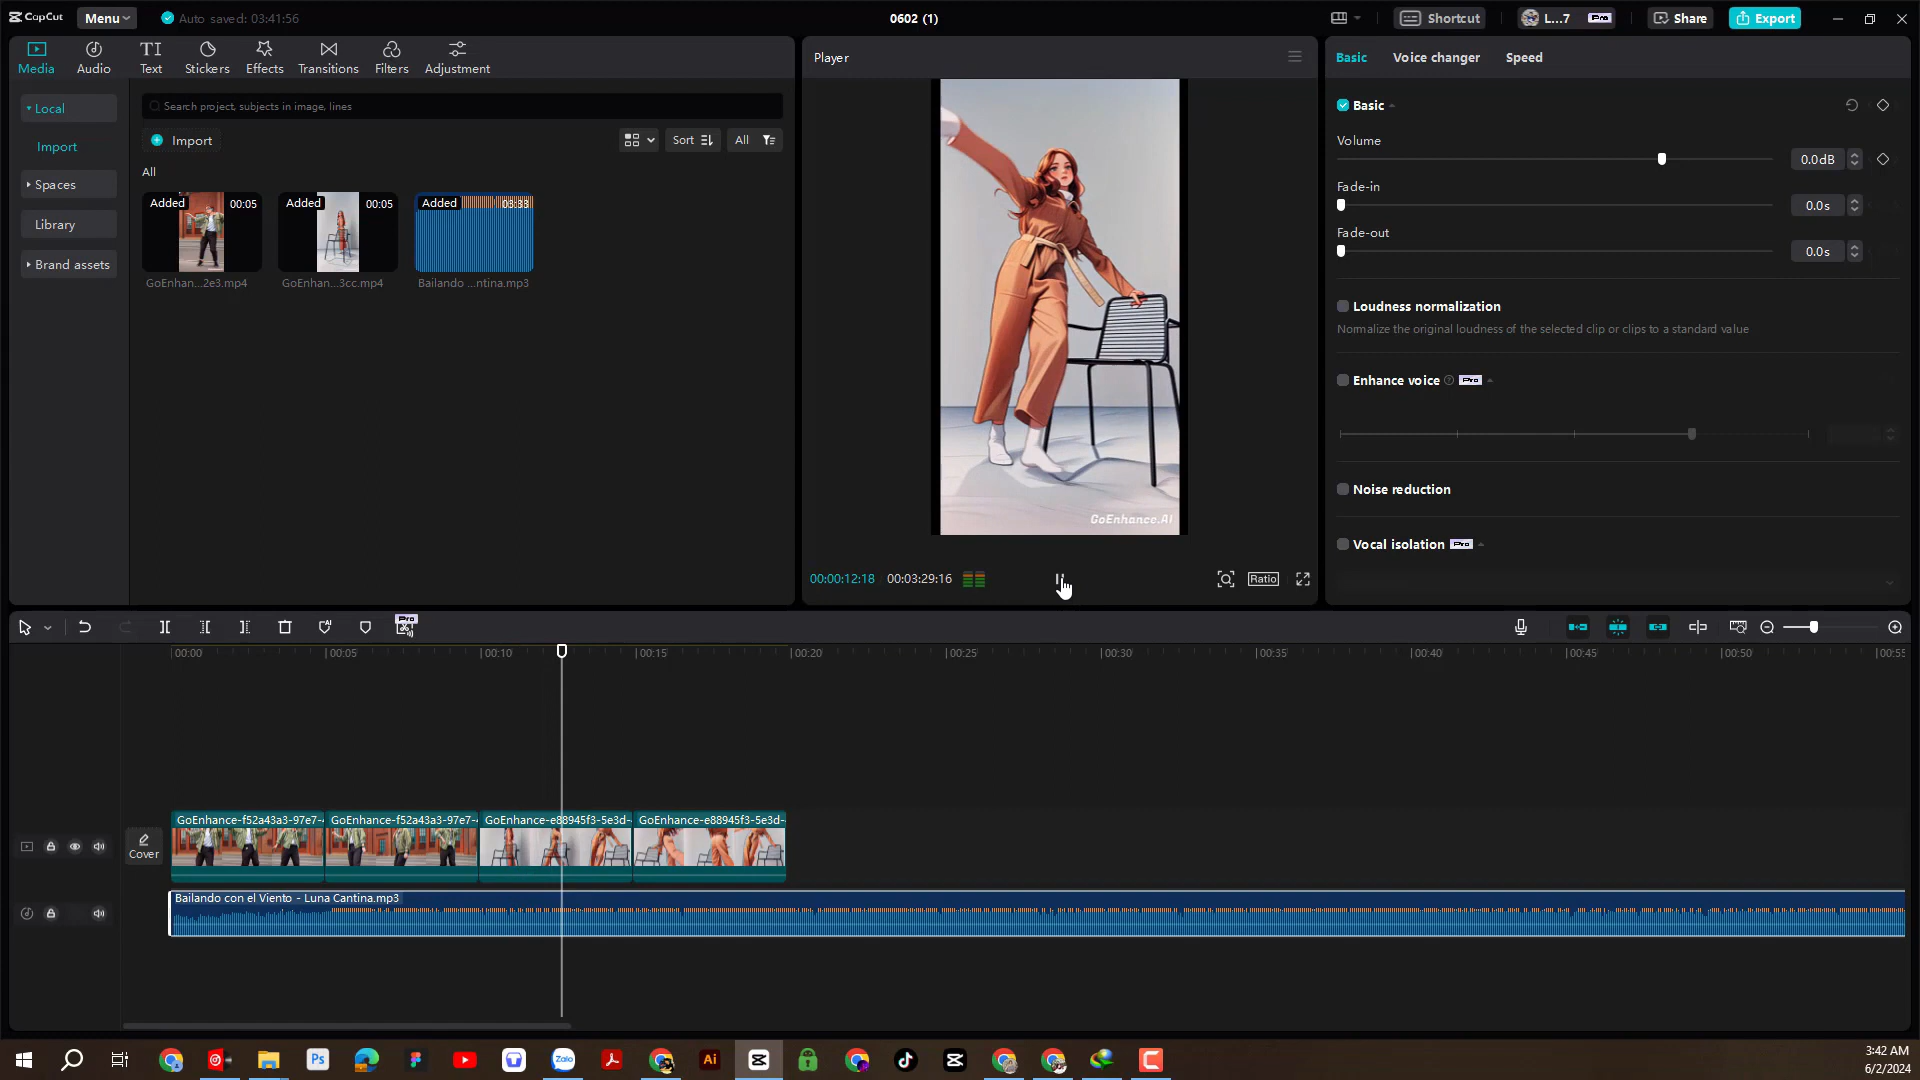 CapCut
Menu
Auto saved: 03:41:56
0602 (1)
Shortcut
L...7
Pro
Share
Export
Media
Audio
Text
Stickers
Effects
Transitions
Filters
Adjustment
Local
Import
Spaces
Library
Brand assets
Search project, subjects in image, lines
Import
Sort
All
All
Added 00:05
Added 00:05
Added 03:33
GoEnhan...2e3.mp4
GoEnhan...3cc.mp4
Bailando ...ntina.mp3
Player
GoEnhance.AI
00:00:12:18 00:03:29:16
Ratio
Basic
Voice changer
Speed
Basic
Volume
0.0dB
Fade-in
0.0s
Fade-out
0.0s
Loudness normalization
Normalize the original loudness of the selected clip or clips to a standard value
Enhance voice Pro
Noise reduction
Vocal isolation Pro
Pro
00:00 00:05 00:10 00:15 00:20 00:25 00:30 00:35 00:40 00:45 00:50 00:55
Cover
GoEnhance-f52a43a3-97e7-
GoEnhance-f52a43a3-97e7-
GoEnhance-e88945f3-5e3d-
GoEnhance-e88945f3-5e3d-
Bailando con el Viento - Luna Cantina.mp3
Ps
Zalo
Ai
3:42 AM
6/2/2024